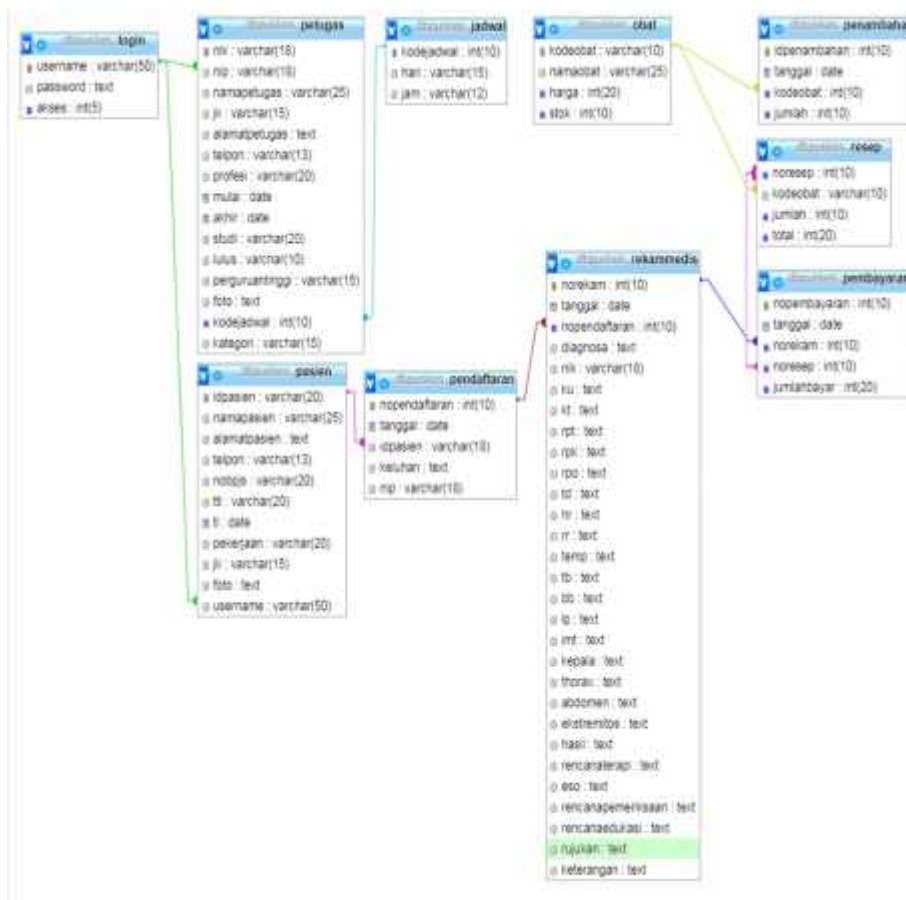 login
username : varchar(50)
password : text
akses : int(5)
petugas
nik : varchar(18)
nip : varchar(18)
namapetugas : varchar(25)
jk : varchar(15)
alamatpetugas : text
telpon : varchar(13)
profesi : varchar(20)
mulai : date
akhir : date
studi : varchar(20)
lulus : varchar(10)
perguruantinggi : varchar(15)
foto : text
kodejadwal : int(10)
kategori : varchar(15)
jadwal
kodejadwal : int(10)
hari : varchar(15)
jam : varchar(12)
obat
kodeobat : varchar(10)
namaobat : varchar(25)
harga : int(20)
stok : int(10)
penambaha
idpenambahan : int(10)
tanggal : date
kodeobat : int(10)
jumlah : int(10)
resep
noresep : int(10)
kodeobat : varchar(10)
jumlah : int(10)
total : int(20)
pembayaran
nopembayaran : int(10)
tanggal : date
norekam : int(10)
noresep : int(10)
jumlahbayar : int(20)
pasien
idpasien : varchar(20)
namapasien : varchar(25)
alamatpasien : text
telpon : varchar(13)
nobpjs : varchar(20)
ttl : varchar(20)
tl : date
pekerjaan : varchar(20)
jk : varchar(15)
foto : text
username : varchar(50)
pendaftaran
nopendaftaran : int(10)
tanggal : date
idpasien : varchar(18)
keluhan : text
nip : varchar(18)
rekammedis
norekam : int(10)
tanggal : date
nopendaftaran : int(10)
diagnosa : text
nik : varchar(18)
ku : text
kt : text
rpt : text
rpk : text
rpo : text
td : text
hr : text
rr : text
temp : text
tb : text
bb : text
lp : text
imt : text
kepala : text
thorax : text
abdomen : text
ekstremitas : text
hasil : text
rencanaterapi : text
eso : text
rencanapemeriksaan : text
rencanaedukasi : text
rujukan : text
keterangan : text